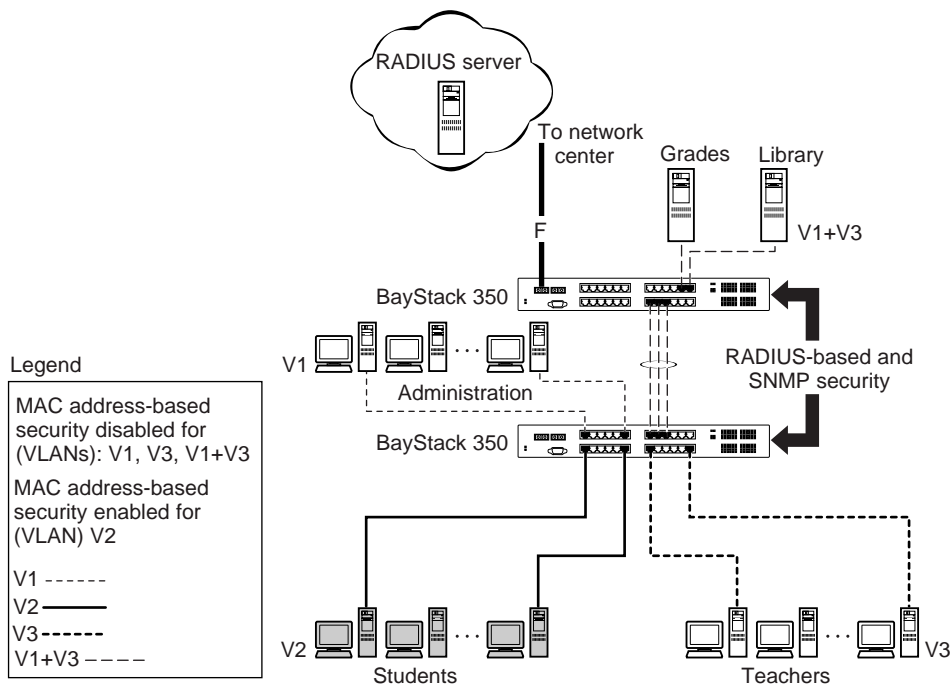 RADIUS server
To network
center
Grades
Library
F
V1+V3
BayStack 350
V1
Administration
RADIUS-based and
SNMP security
BayStack 350
Legend
MAC address-based
security disabled for
(VLANs): V1, V3, V1+V3
MAC address-based
security enabled for
(VLAN) V2
V1
V2
V3
V1+V3
V2
Students
Teachers
V3